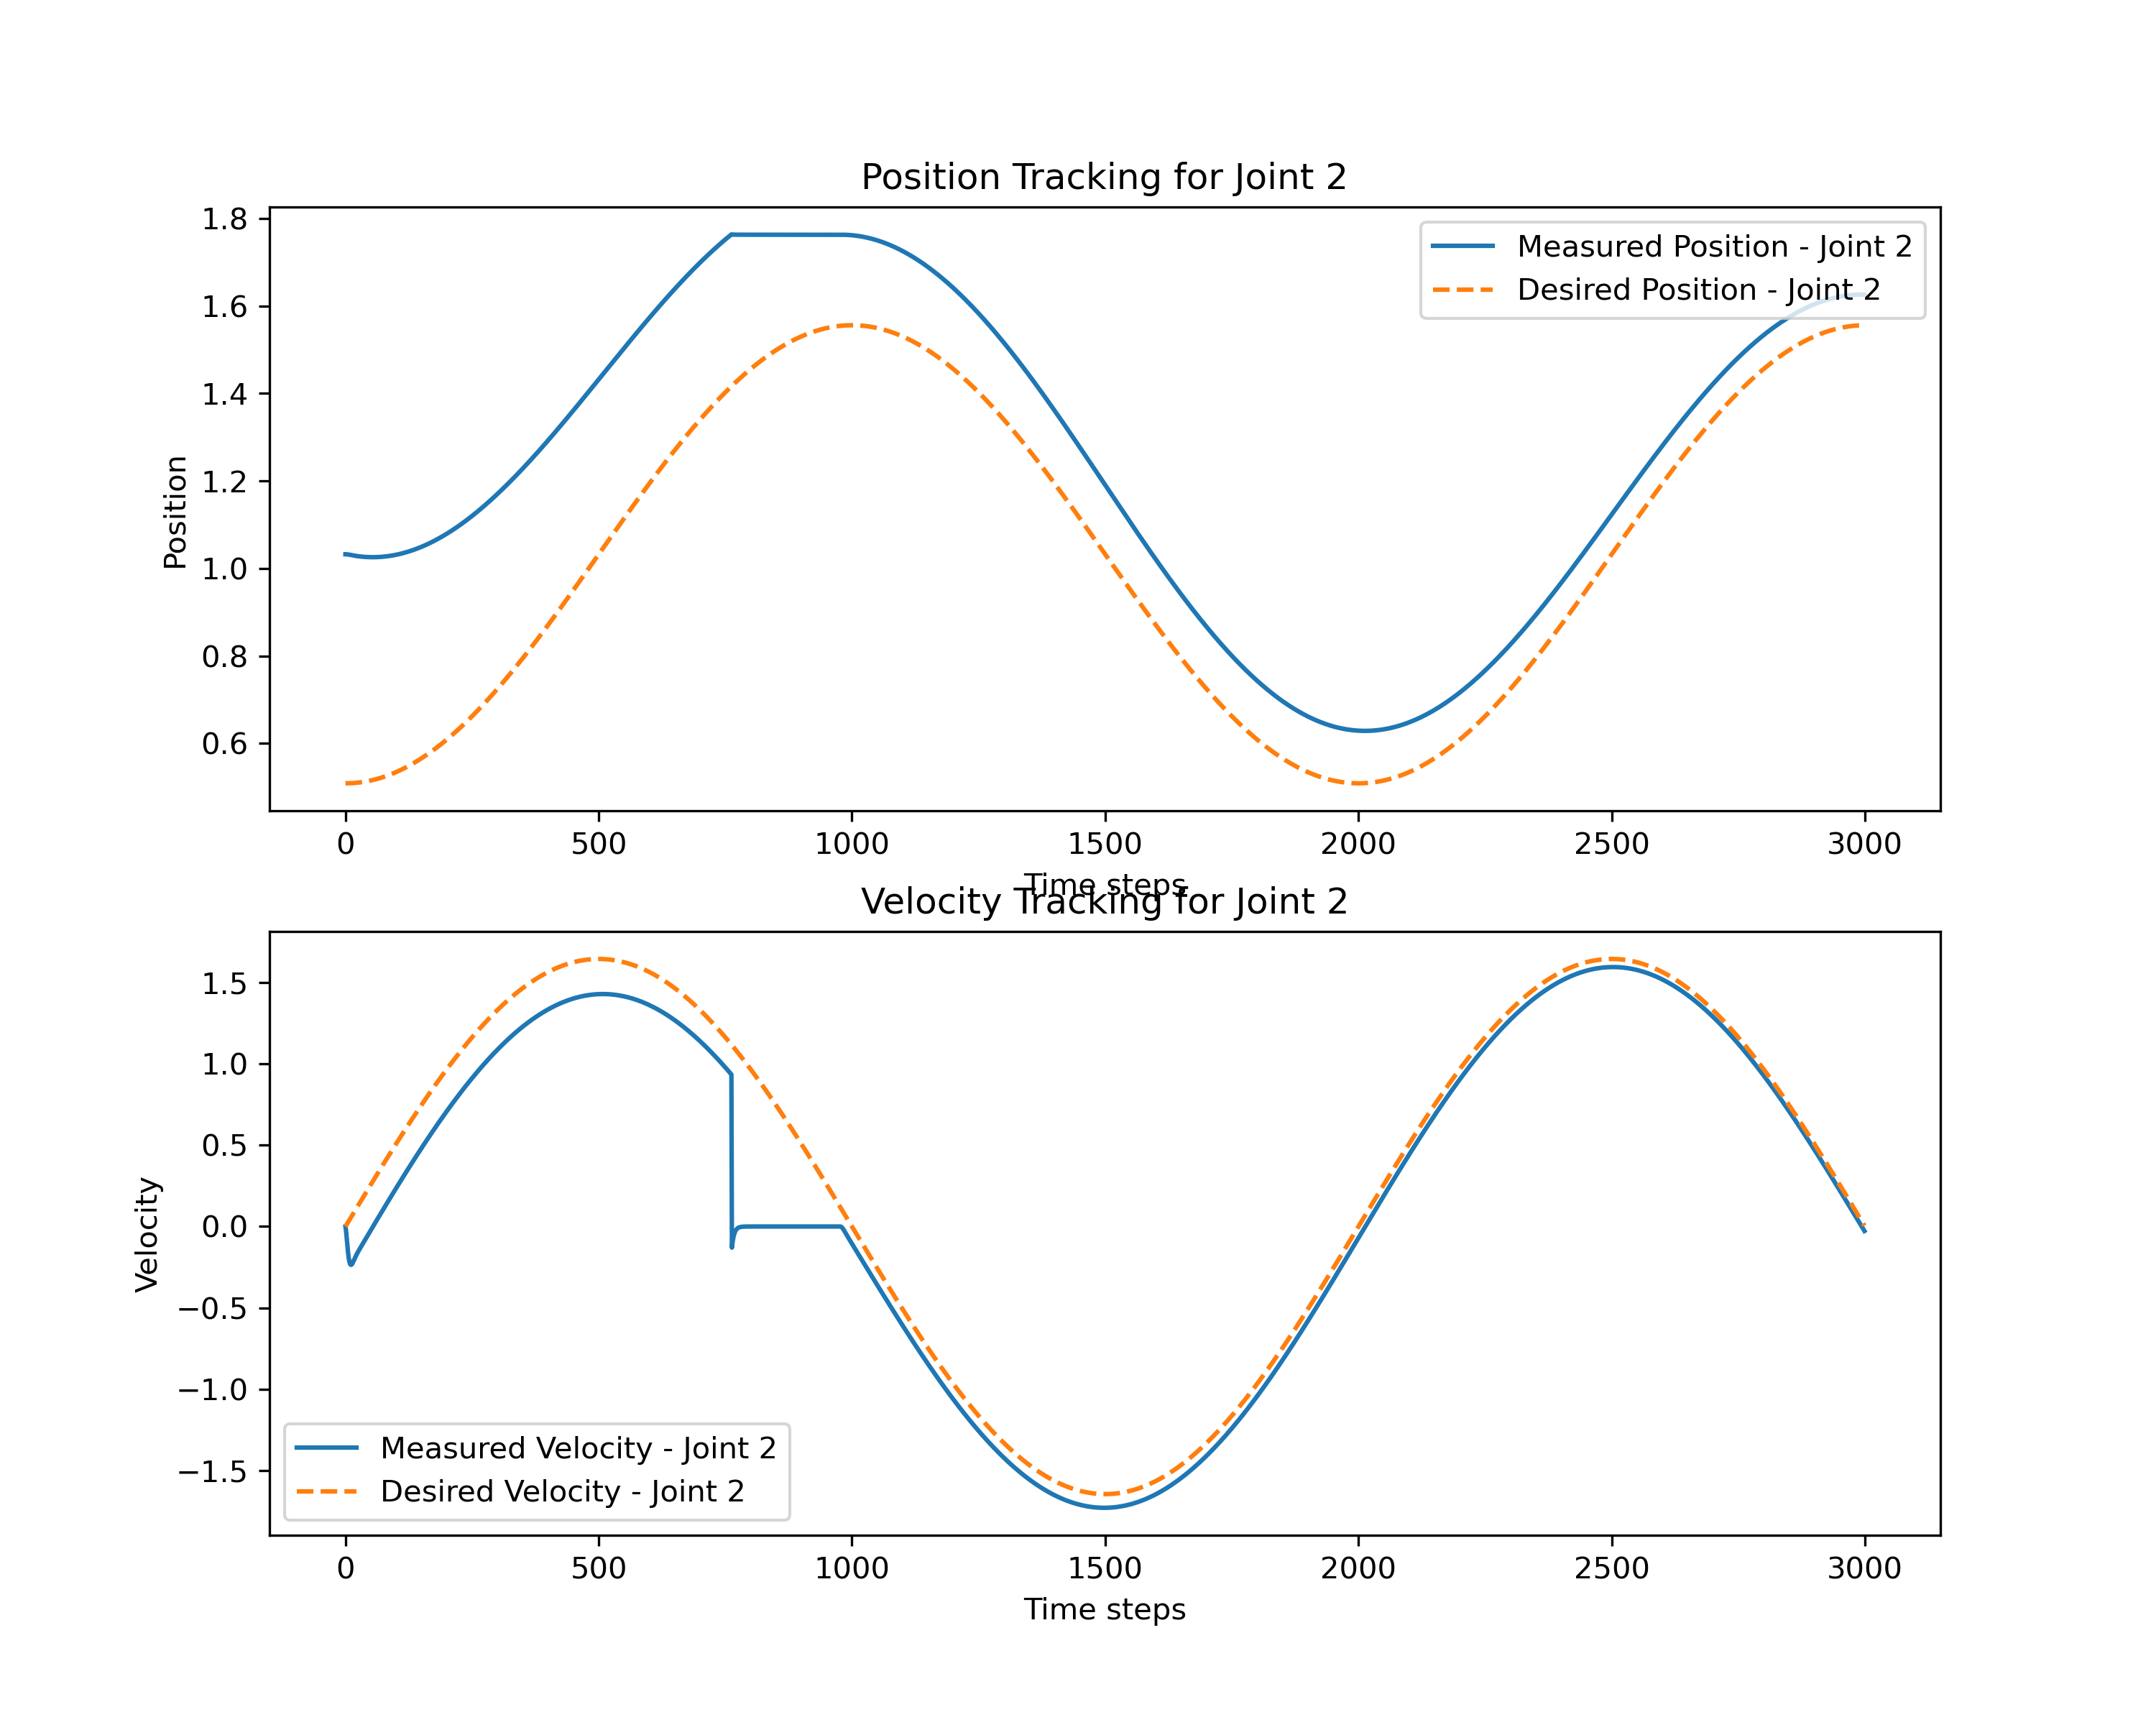 Position Tracking for Joint 2
1.8
1.6
1.4
1.2
1.0
0.8
0.6
Position
Measured Position - Joint 2
Desired Position - Joint 2
0 500 1000 1500 2000 2500 3000
Time steps
Velocity Tracking for Joint 2
1.5
1.0
0.5
0.0
−0.5
−1.0
−1.5
Velocity
Measured Velocity - Joint 2
Desired Velocity - Joint 2
0 500 1000 1500 2000 2500 3000
Time steps